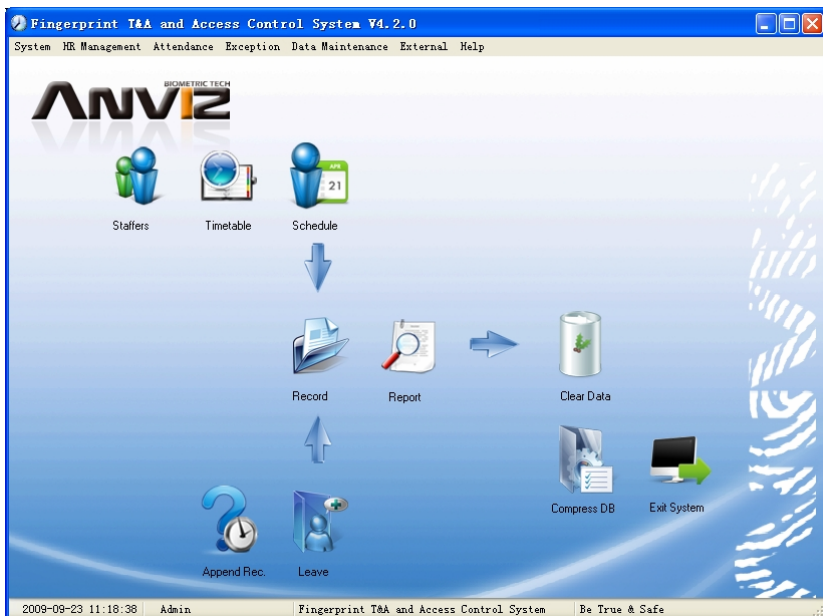 Fingerprint T&A and Access Control System V4.2.0
System HR Management Attendance Exception Data Maintenance External Help
BIOMETRIC TECH
ANVIZ
APR
21
Staffers Timetable Schedule
Record Report Clear Data
Compress DB Exit System
Append Rec. Leave
2009-09-23 11:18:38 Admin Fingerprint T&A and Access Control System Be True & Safe